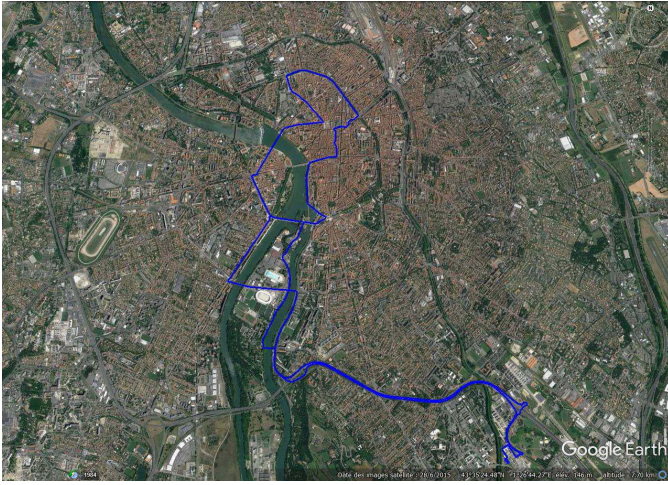 N
Google Earth
1984
Date des images satellite : 28/6/2015 43°35'24.48"N 1°26'44.27"E élév. 146 m altitude 7.70 km